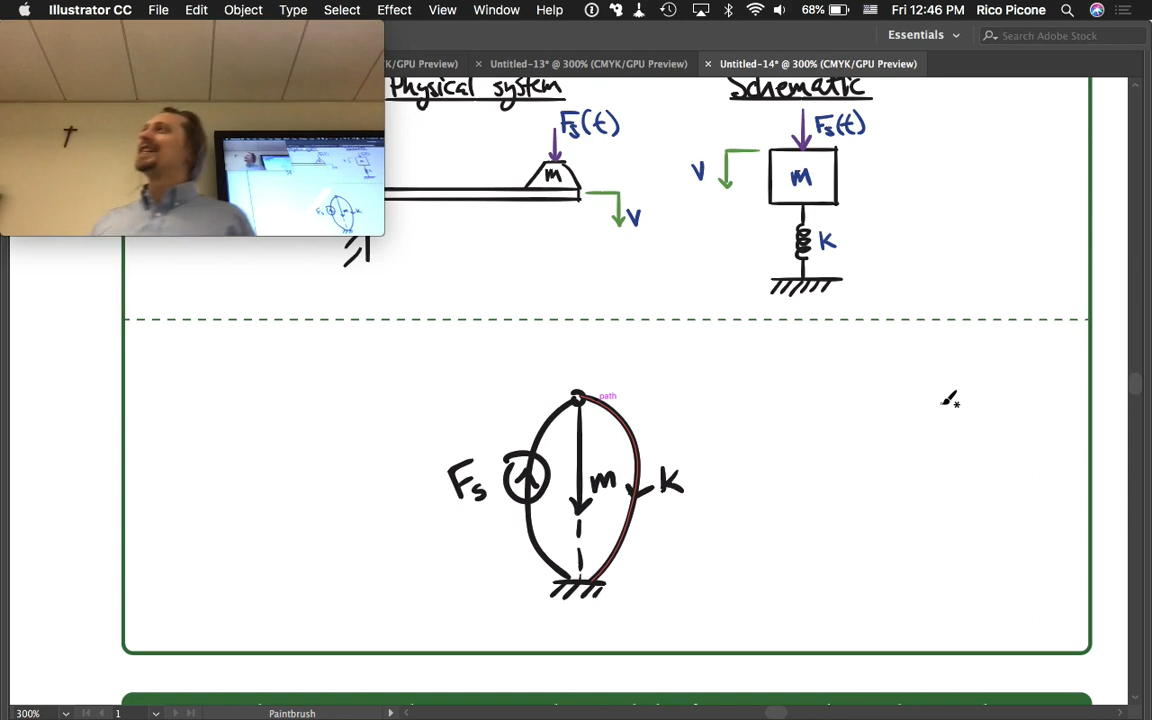 Illustrator CC File Edit Object Type Select Effect View Window Help 68% Fri 12:46 PM Rico Picone
Essentials Search Adobe Stock
K/GPU Preview) × Untitled-13* @ 300% (CMYK/GPU Preview) × Untitled-14* @ 300% (CMYK/GPU Preview)
Physical system Schematic
Fs(t) Fs(t)
m V m
V K
path
Fs m K
300% 1 Paintbrush